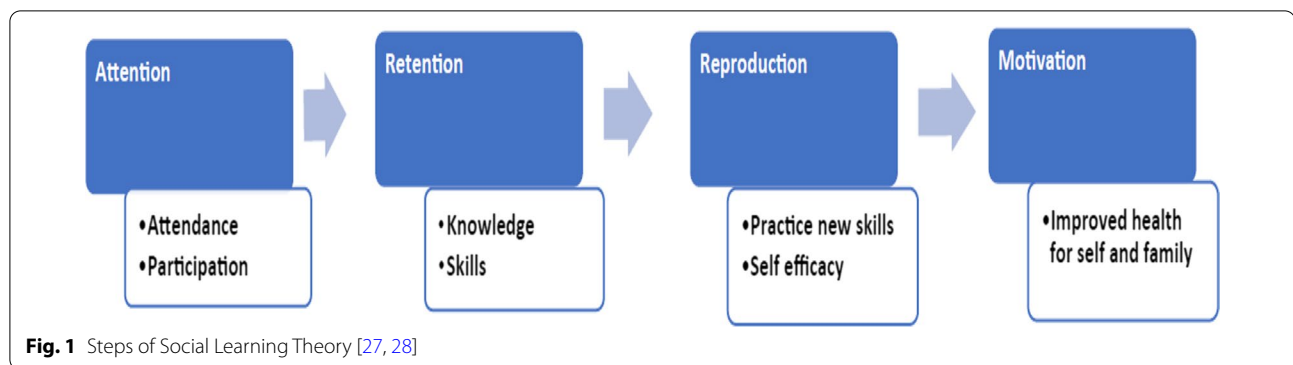 Attention
•Attendance
•Participation
Retention
•Knowledge
•Skills
Reproduction
•Practice new skills
•Self efficacy
Motivation
•Improved health
for self and family
Fig. 1 Steps of Social Learning Theory [27, 28]